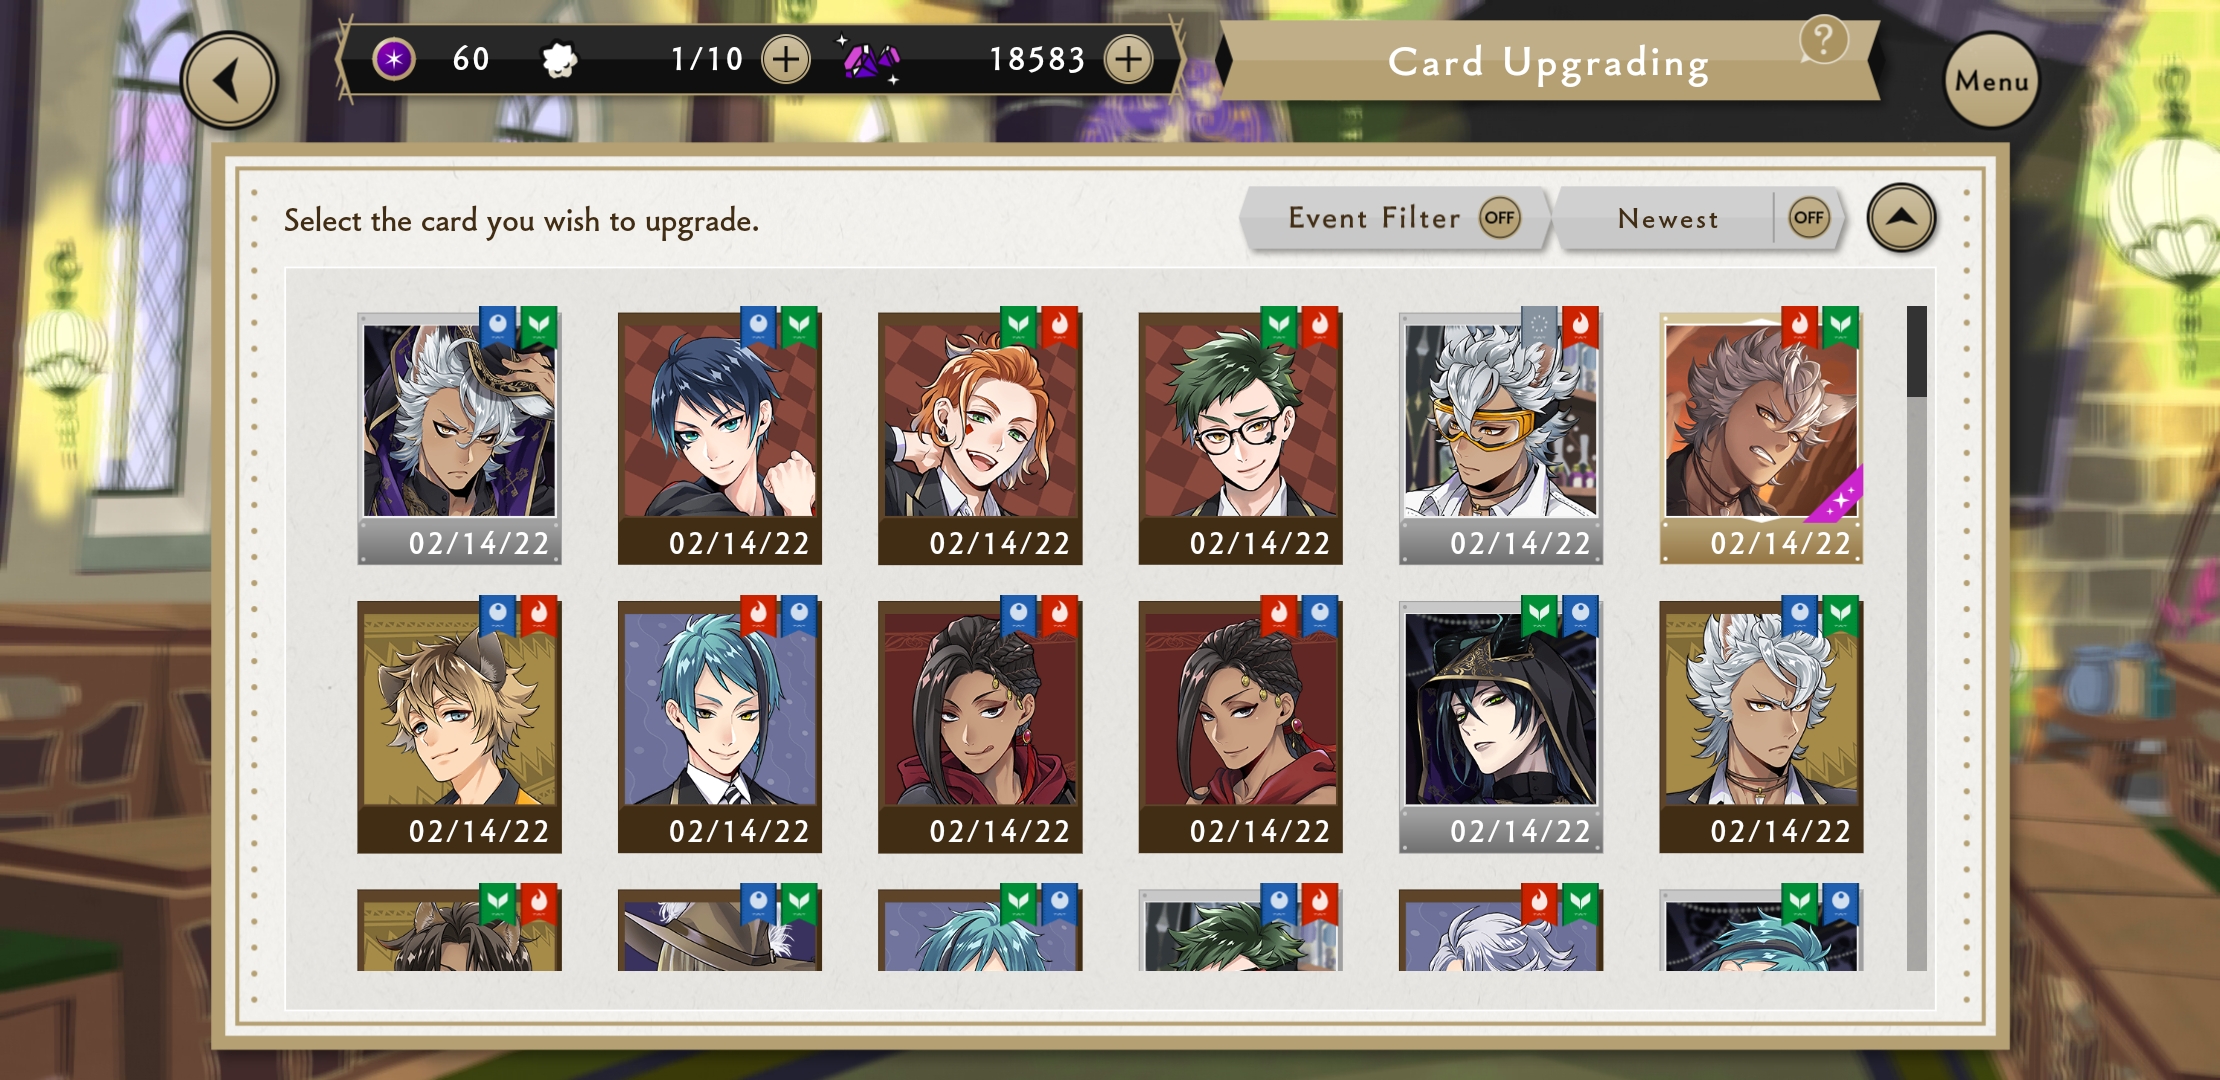 60 1/10 18583 Card Upgrading ? Menu
Select the card you wish to upgrade. Event Filter OFF Newest OFF
02/14/22 02/14/22 02/14/22 02/14/22 02/14/22 02/14/22
02/14/22 02/14/22 02/14/22 02/14/22 02/14/22 02/14/22